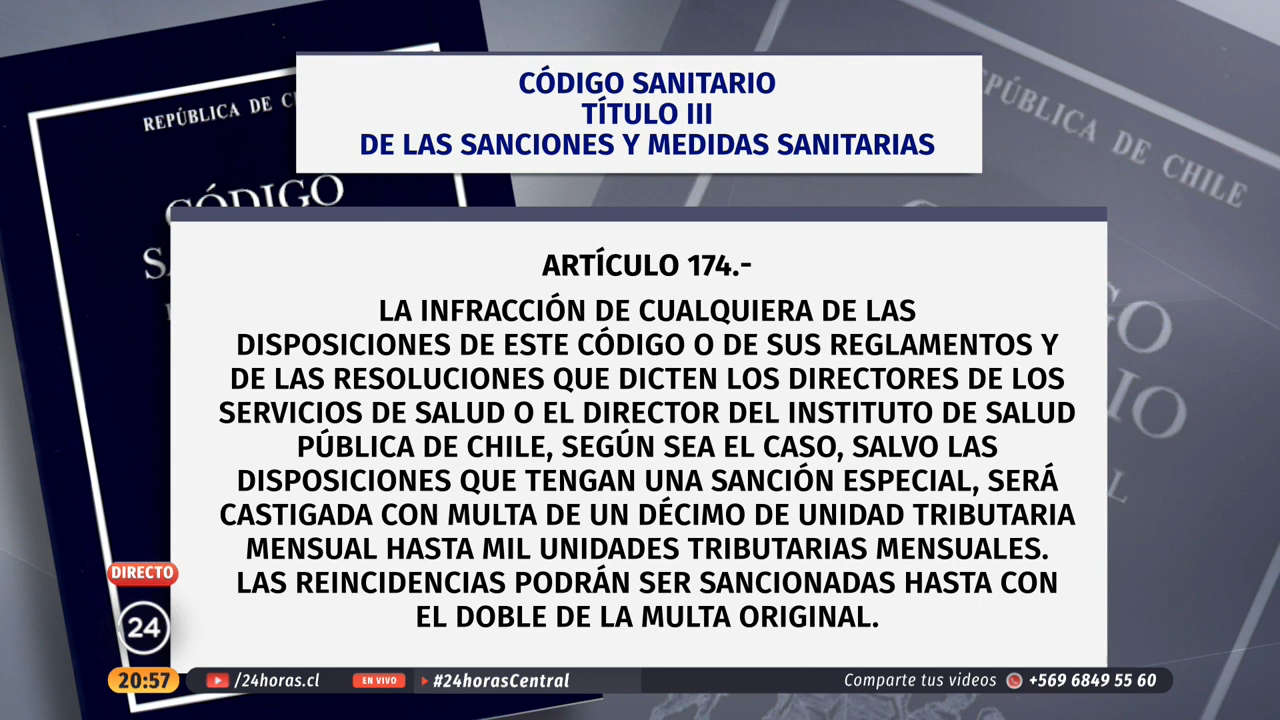 CÓDIGO SANITARIO
TÍTULO III
DE LAS SANCIONES Y MEDIDAS SANITARIAS
REPÚBLICA DE
CÓDIGO
REPÚBLICA DE CHILE
ARTÍCULO 174.-
LA INFRACCIÓN DE CUALQUIERA DE LAS
DISPOSICIONES DE ESTE CÓDIGO O DE SUS REGLAMENTOS Y
DE LAS RESOLUCIONES QUE DICTEN LOS DIRECTORES DE LOS
SERVICIOS DE SALUD O EL DIRECTOR DEL INSTITUTO DE SALUD
PÚBLICA DE CHILE, SEGÚN SEA EL CASO, SALVO LAS
DISPOSICIONES QUE TENGAN UNA SANCIÓN ESPECIAL, SERÁ
CASTIGADA CON MULTA DE UN DÉCIMO DE UNIDAD TRIBUTARIA
MENSUAL HASTA MIL UNIDADES TRIBUTARIAS MENSUALES.
LAS REINCIDENCIAS PODRÁN SER SANCIONADAS HASTA CON
EL DOBLE DE LA MULTA ORIGINAL.
DIRECTO
24
20:57 /24horas.cl EN VIVO #24horasCentral Comparte tus videos +569 6849 55 60